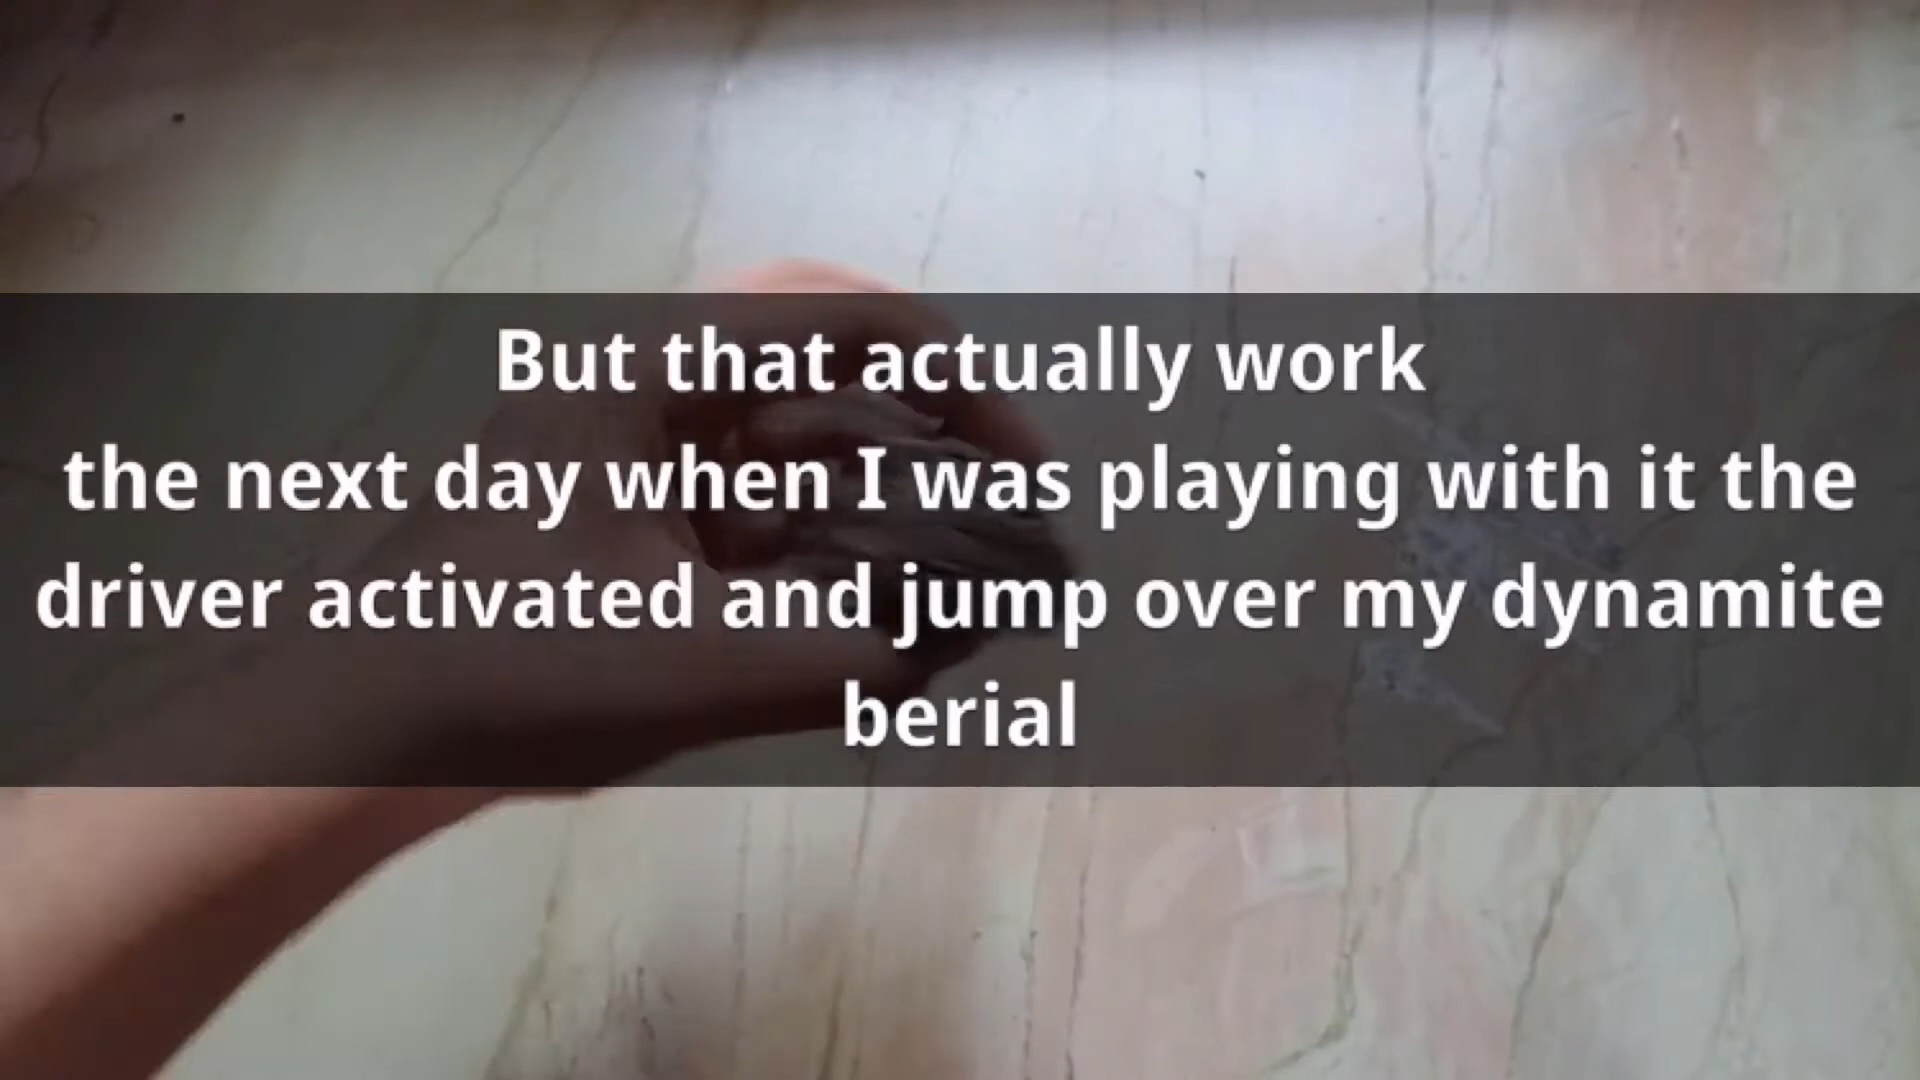 But that actually work
the next day when I was playing with it the
driver activated and jump over my dynamite
berial